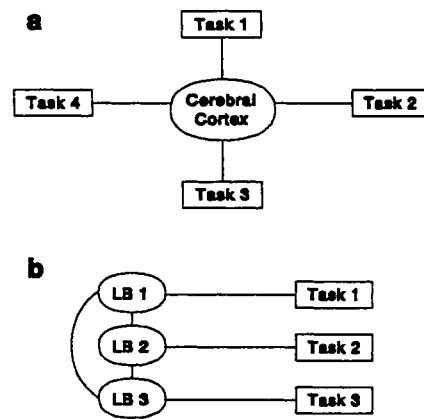 a
Task 1
Task 4
Cerebral
Cortex
Task 2
Task 3
b
LB 1
Task 1
LB 2
Task 2
LB 3
Task 3